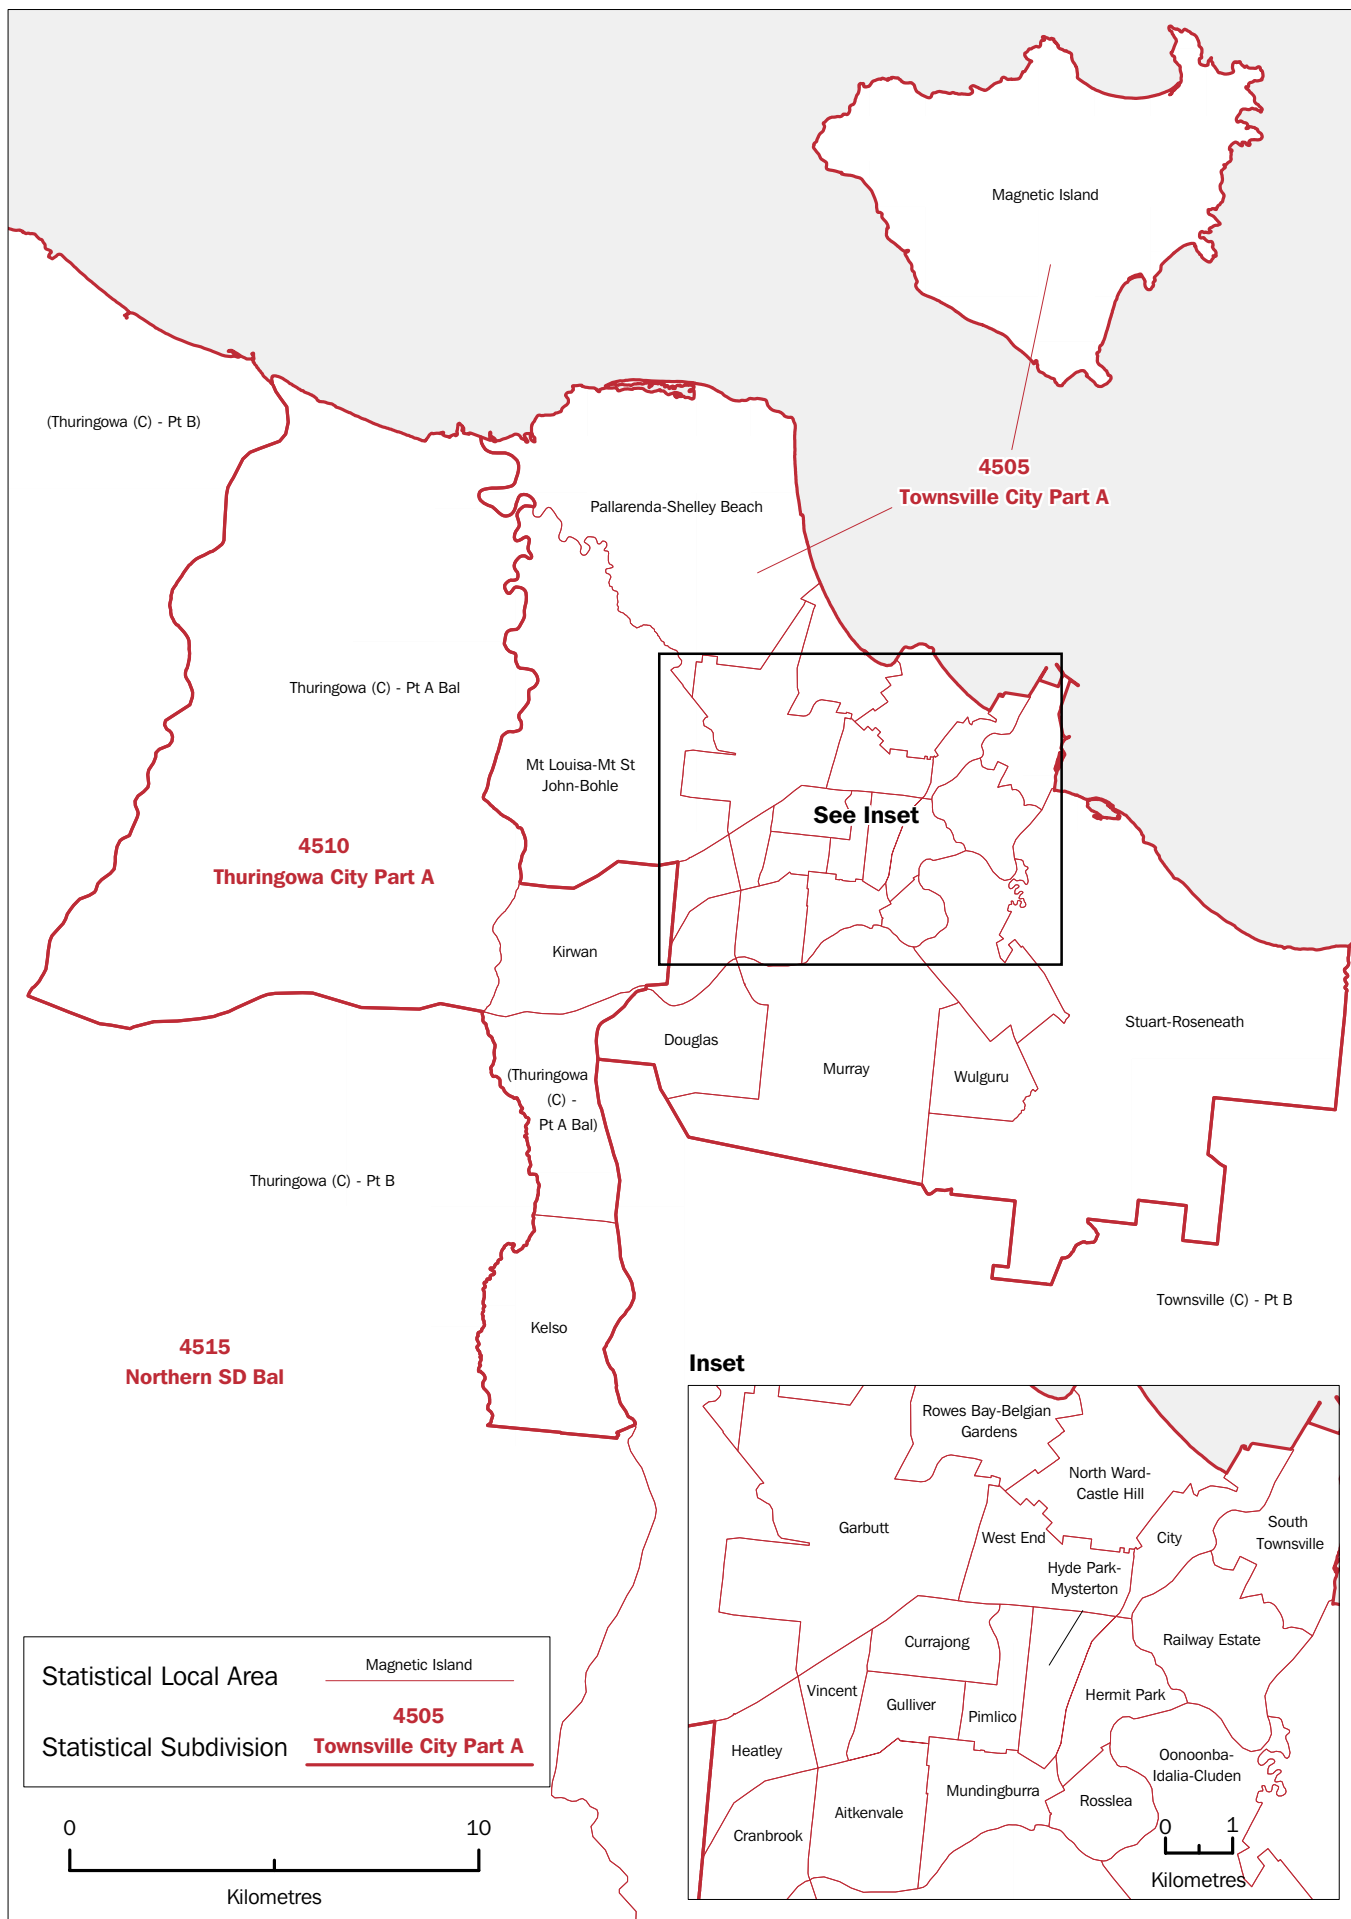 Magnetic Island
(Thuringowa (C) - Pt B)
4505
Townsville City Part A
Pallarenda-Shelley Beach
Thuringowa (C) - Pt A Bal
Mt Louisa-Mt St
John-Bohle
See Inset
4510
Thuringowa City Part A
Kirwan
Stuart-Roseneath
Douglas
Murray
Wulguru
(Thuringowa
(C) -
Pt A Bal)
Thuringowa (C) - Pt B
Townsville (C) - Pt B
Kelso
4515
Northern SD Bal
Inset
Rowes Bay-Belgian
Gardens
North Ward-
Castle Hill
Garbutt
West End
City
South
Townsville
Hyde Park-
Mysterton
Currajong
Railway Estate
Vincent
Gulliver
Pimlico
Hermit Park
Heatley
Oonoonba-
Idalia-Cluden
Mundingburra
Rosslea
Aitkenvale
Cranbrook
0 1
Kilometres
Statistical Local Area
Magnetic Island
Statistical Subdivision
4505
Townsville City Part A
0 10
Kilometres